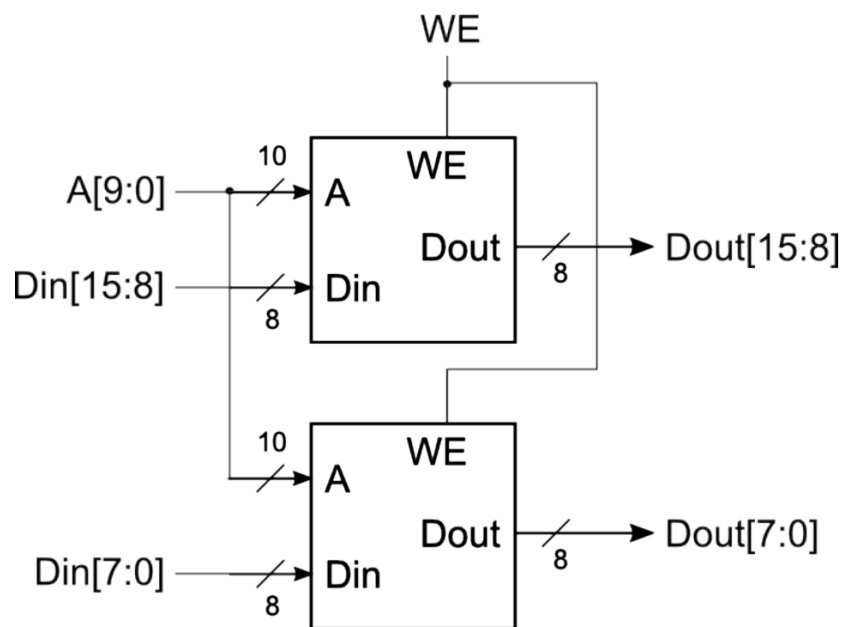 WE
10
A[9:0]
A
WE
Dout
Dout[15:8]
8
Din[15:8]
Din
8
10
A
WE
Dout
Dout[7:0]
8
Din[7:0]
Din
8